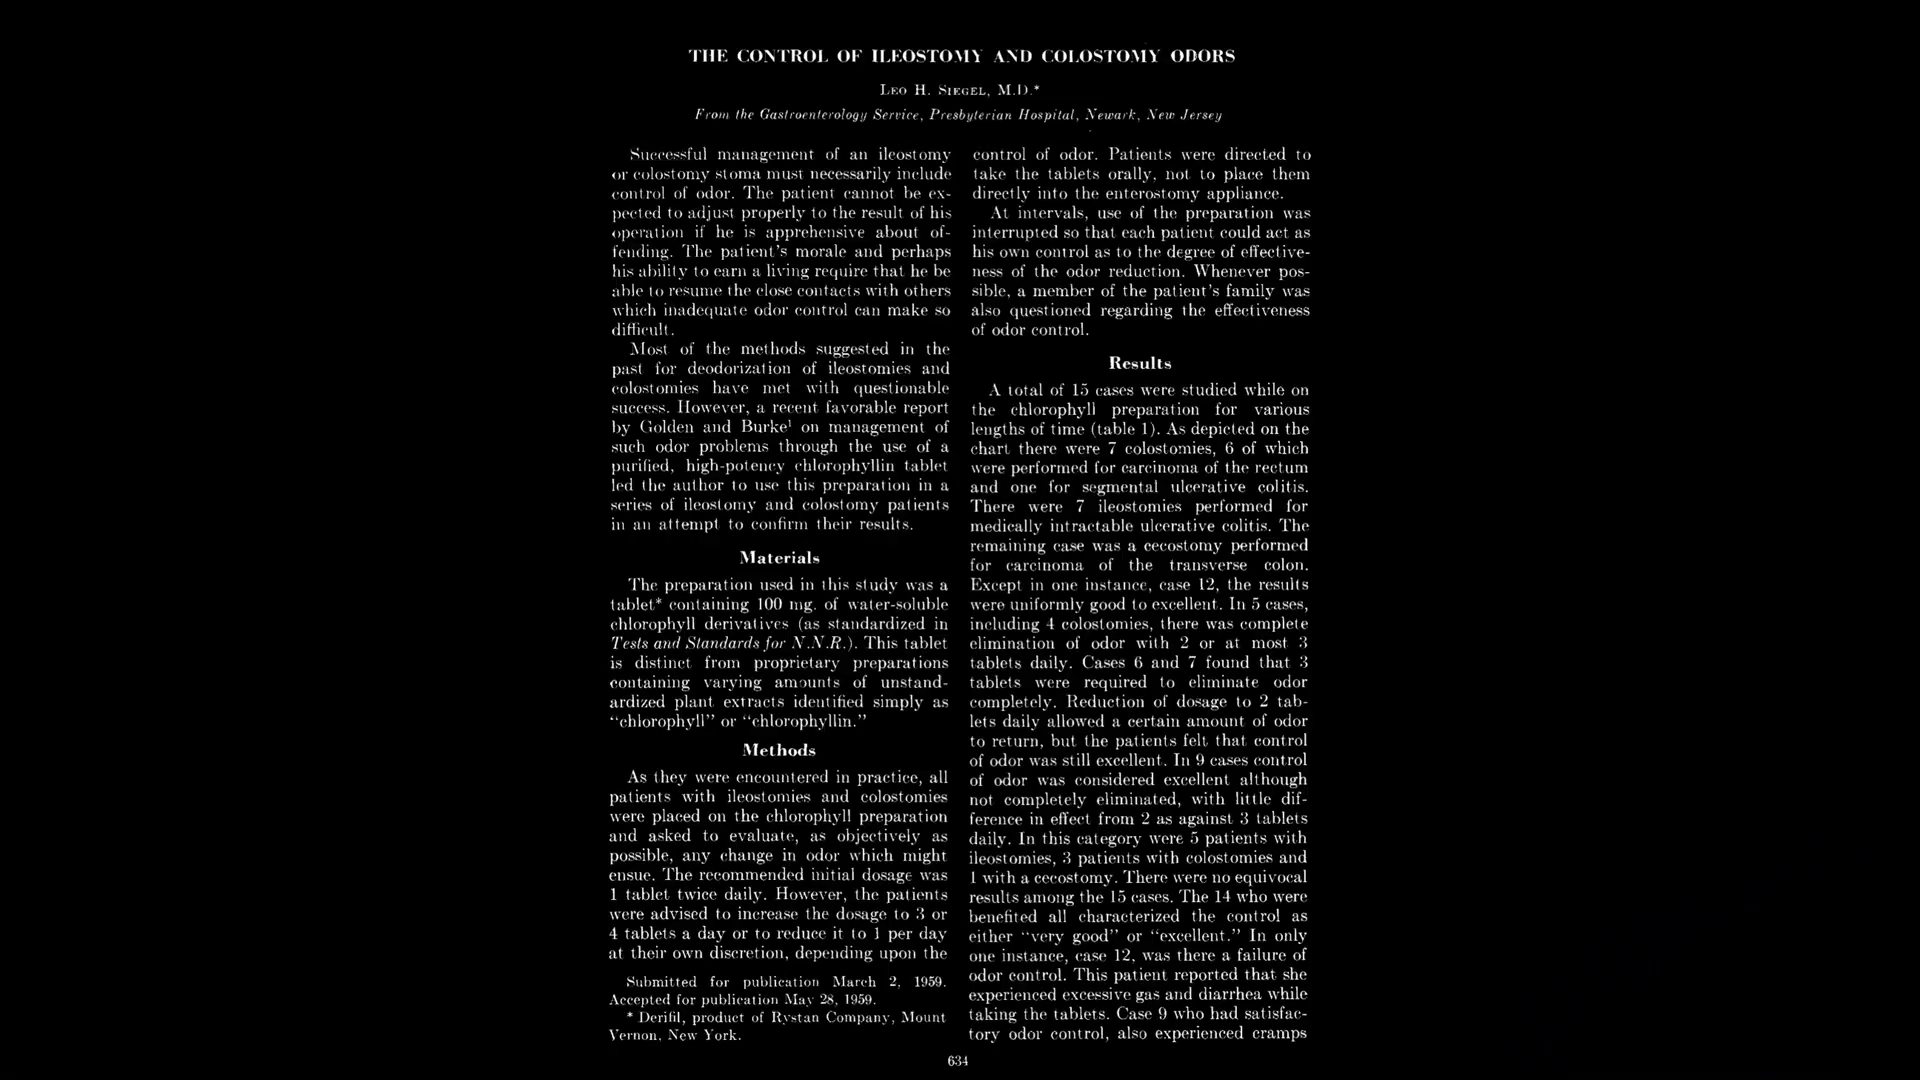 THE CONTROL OF ILEOSTOMY AND COLOSTOMY ODORS
Leo H. Siegel, M.D.*
From the Gastroenterology Service, Presbyterian Hospital, Newark, New Jersey
Successful management of an ileostomy
or colostomy stoma must necessarily include
control of odor. The patient cannot be ex-
pected to adjust properly to the result of his
operation if he is apprehensive about of-
fending. The patient's morale and perhaps
his ability to earn a living require that he be
able to resume the close contacts with others
which inadequate odor control can make so
difficult.
Most of the methods suggested in the
past for deodorization of ileostomies and
colostomies have met with questionable
success. However, a recent favorable report
by Golden and Burke¹ on management of
such odor problems through the use of a
purified, high-potency chlorophyllin tablet
led the author to use this preparation in a
series of ileostomy and colostomy patients
in an attempt to confirm their results.
Materials
The preparation used in this study was a
tablet* containing 100 mg. of water-soluble
chlorophyll derivatives (as standardized in
Tests and Standards for N.N.R.). This tablet
is distinct from proprietary preparations
containing varying amounts of unstand-
ardized plant extracts identified simply as
"chlorophyll" or "chlorophyllin."
Methods
As they were encountered in practice, all
patients with ileostomies and colostomies
were placed on the chlorophyll preparation
and asked to evaluate, as objectively as
possible, any change in odor which might
ensue. The recommended initial dosage was
1 tablet twice daily. However, the patients
were advised to increase the dosage to 3 or
4 tablets a day or to reduce it to 1 per day
at their own discretion, depending upon the
Submitted for publication March 2, 1959.
Accepted for publication May 28, 1959.
* Derifil, product of Rystan Company, Mount
Vernon, New York.
control of odor. Patients were directed to
take the tablets orally, not to place them
directly into the enterostomy appliance.
At intervals, use of the preparation was
interrupted so that each patient could act as
his own control as to the degree of effective-
ness of the odor reduction. Whenever pos-
sible, a member of the patient's family was
also questioned regarding the effectiveness
of odor control.
Results
A total of 15 cases were studied while on
the chlorophyll preparation for various
lengths of time (table 1). As depicted on the
chart there were 7 colostomies, 6 of which
were performed for carcinoma of the rectum
and one for segmental ulcerative colitis.
There were 7 ileostomies performed for
medically intractable ulcerative colitis. The
remaining case was a cecostomy performed
for carcinoma of the transverse colon.
Except in one instance, case 12, the results
were uniformly good to excellent. In 5 cases,
including 4 colostomies, there was complete
elimination of odor with 2 or at most 3
tablets daily. Cases 6 and 7 found that 3
tablets were required to eliminate odor
completely. Reduction of dosage to 2 tab-
lets daily allowed a certain amount of odor
to return, but the patients felt that control
of odor was still excellent. In 9 cases control
of odor was considered excellent although
not completely eliminated, with little dif-
ference in effect from 2 as against 3 tablets
daily. In this category were 5 patients with
ileostomies, 3 patients with colostomies and
1 with a cecostomy. There were no equivocal
results among the 15 cases. The 14 who were
benefited all characterized the control as
either "very good" or "excellent." In only
one instance, case 12, was there a failure of
odor control. This patient reported that she
experienced excessive gas and diarrhea while
taking the tablets. Case 9 who had satisfac-
tory odor control, also experienced cramps
634